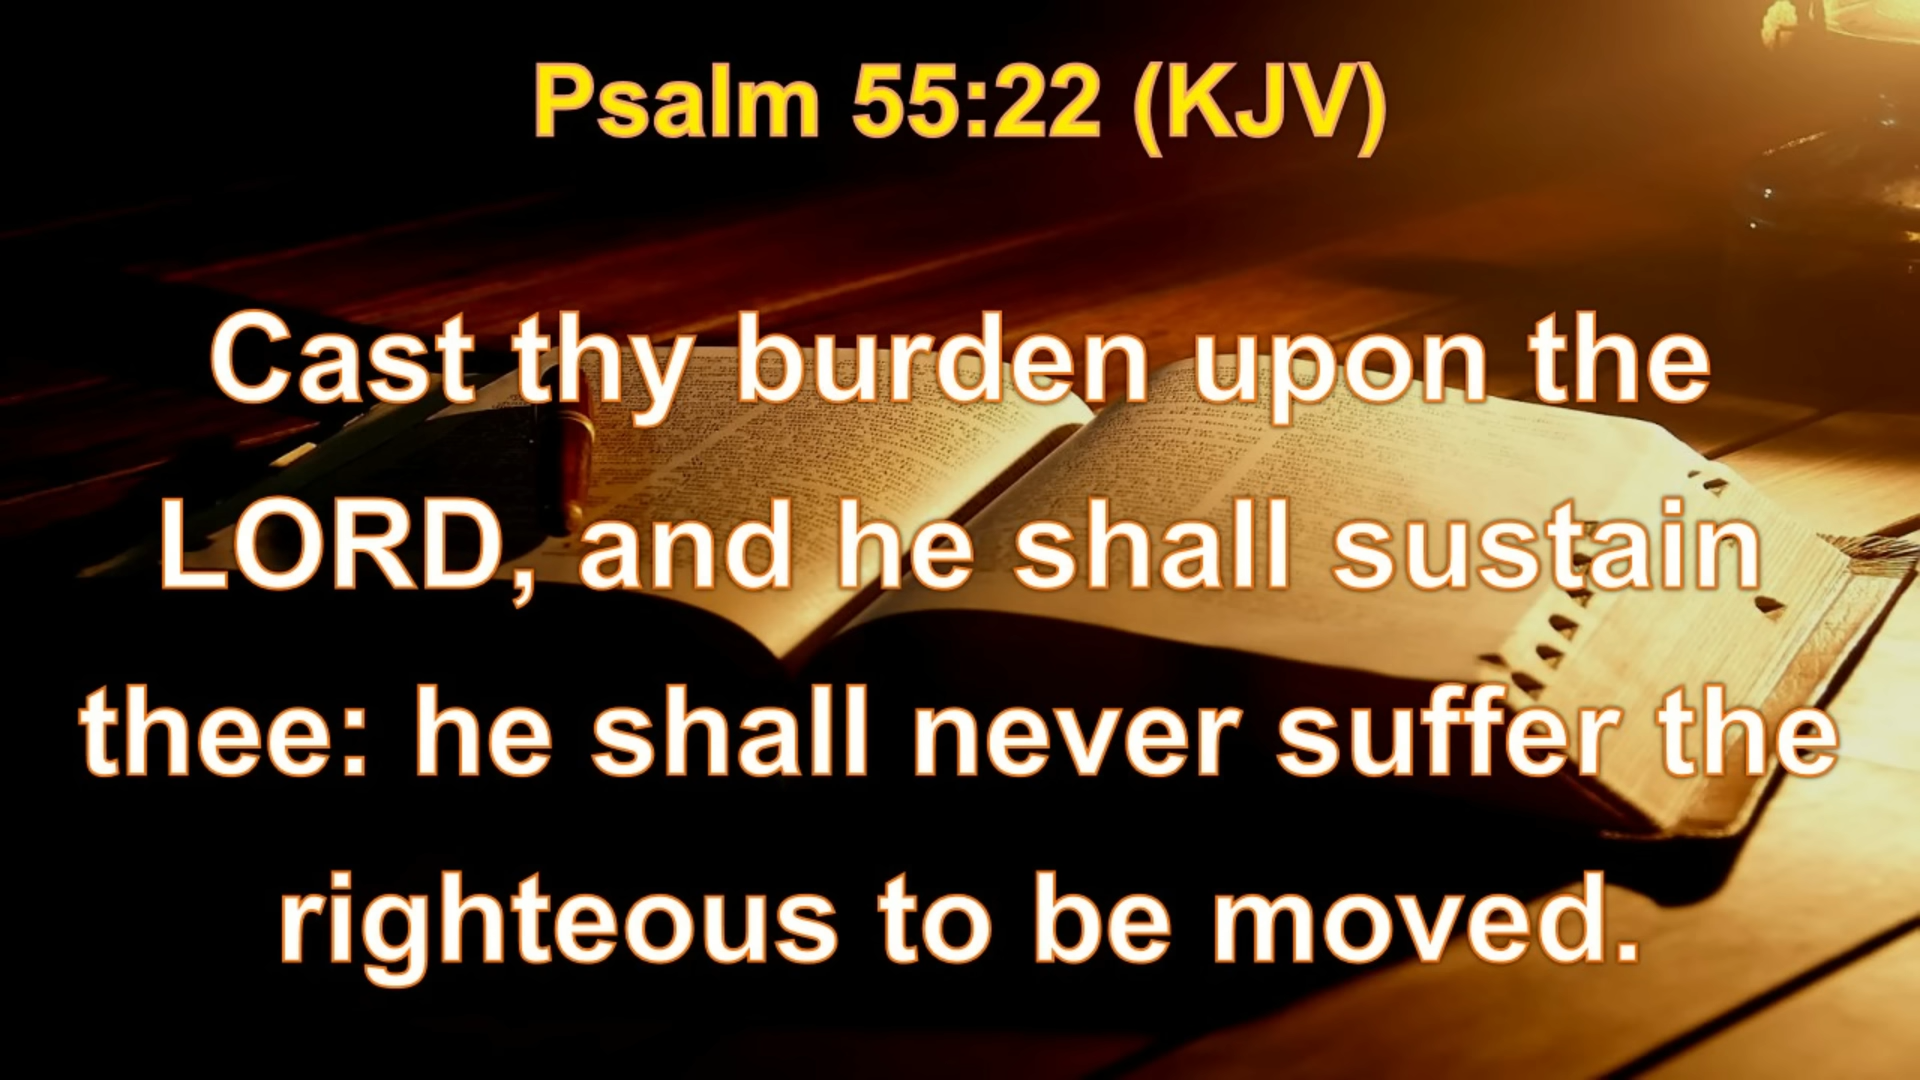 Psalm 55:22 (KJV)
Cast thy burden upon the
LORD, and he shall sustain
thee: he shall never suffer the
righteous to be moved.